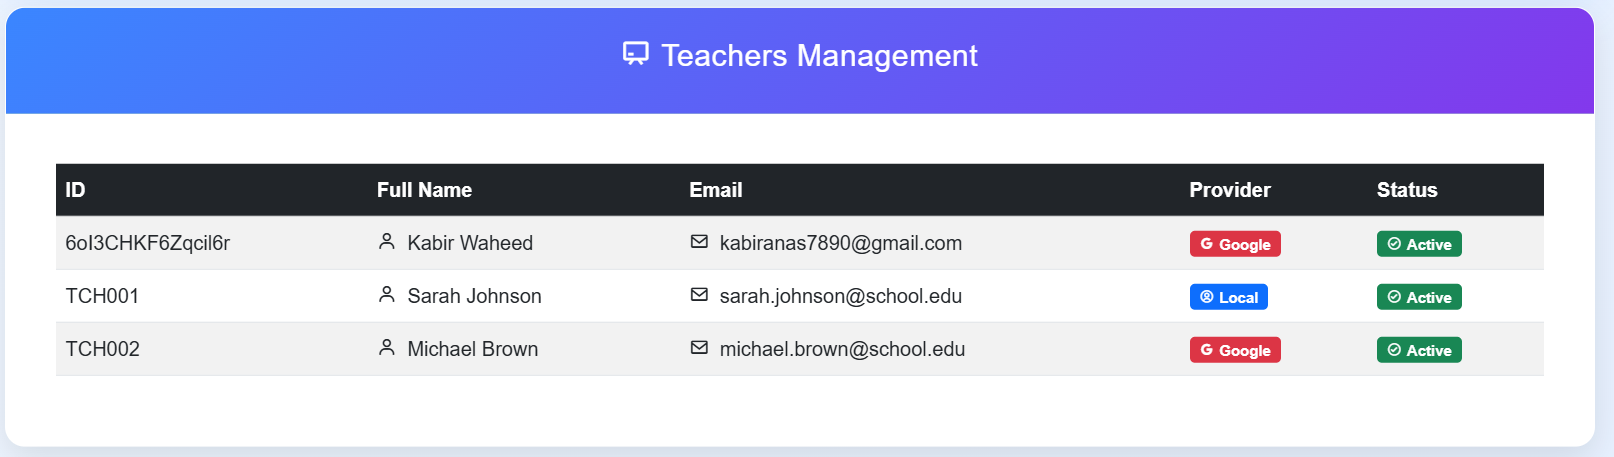 Teachers Management
ID Full Name Email Provider Status
6oI3CHKF6Zqcil6r Kabir Waheed kabiranas7890@gmail.com Google Active
TCH001 Sarah Johnson sarah.johnson@school.edu Local Active
TCH002 Michael Brown michael.brown@school.edu Google Active